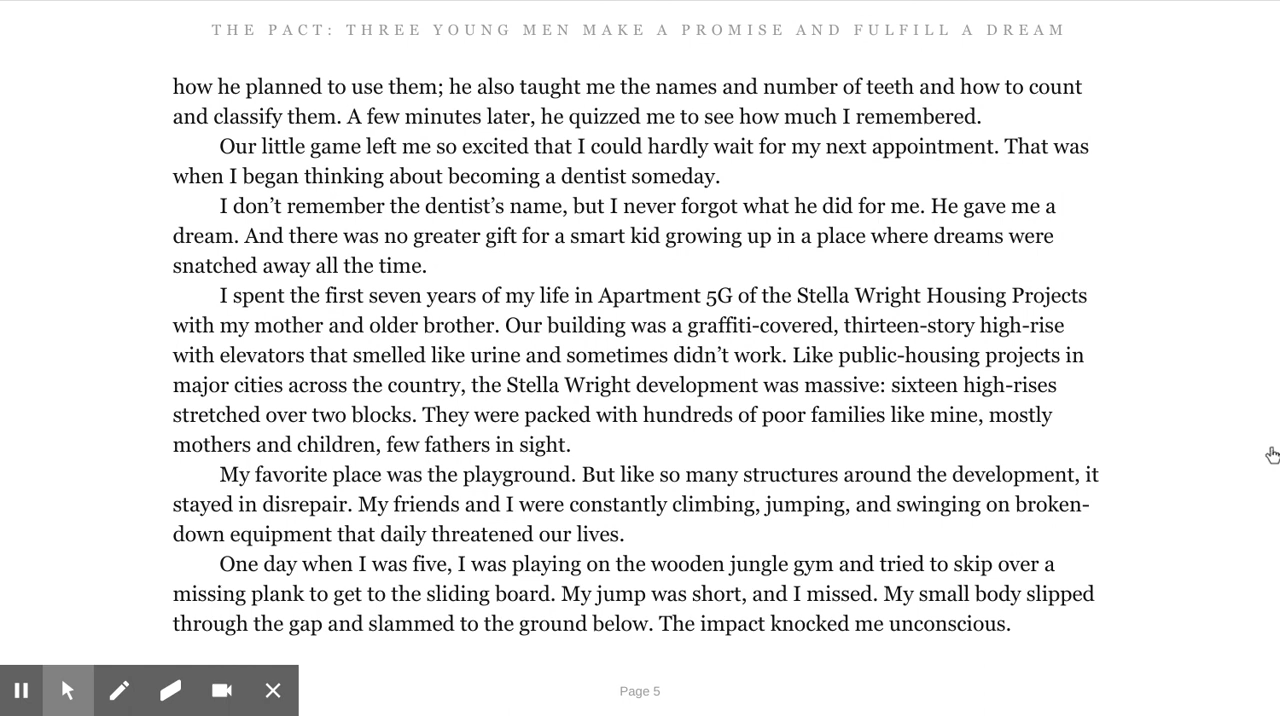 THE PACT: THREE YOUNG MEN MAKE A PROMISE AND FULFILL A DREAM
how he planned to use them; he also taught me the names and number of teeth and how to count
and classify them. A few minutes later, he quizzed me to see how much I remembered.
Our little game left me so excited that I could hardly wait for my next appointment. That was
when I began thinking about becoming a dentist someday.
I don’t remember the dentist’s name, but I never forgot what he did for me. He gave me a
dream. And there was no greater gift for a smart kid growing up in a place where dreams were
snatched away all the time.
I spent the first seven years of my life in Apartment 5G of the Stella Wright Housing Projects
with my mother and older brother. Our building was a graffiti-covered, thirteen-story high-rise
with elevators that smelled like urine and sometimes didn’t work. Like public-housing projects in
major cities across the country, the Stella Wright development was massive: sixteen high-rises
stretched over two blocks. They were packed with hundreds of poor families like mine, mostly
mothers and children, few fathers in sight.
My favorite place was the playground. But like so many structures around the development, it
stayed in disrepair. My friends and I were constantly climbing, jumping, and swinging on broken-
down equipment that daily threatened our lives.
One day when I was five, I was playing on the wooden jungle gym and tried to skip over a
missing plank to get to the sliding board. My jump was short, and I missed. My small body slipped
through the gap and slammed to the ground below. The impact knocked me unconscious.
Page 5